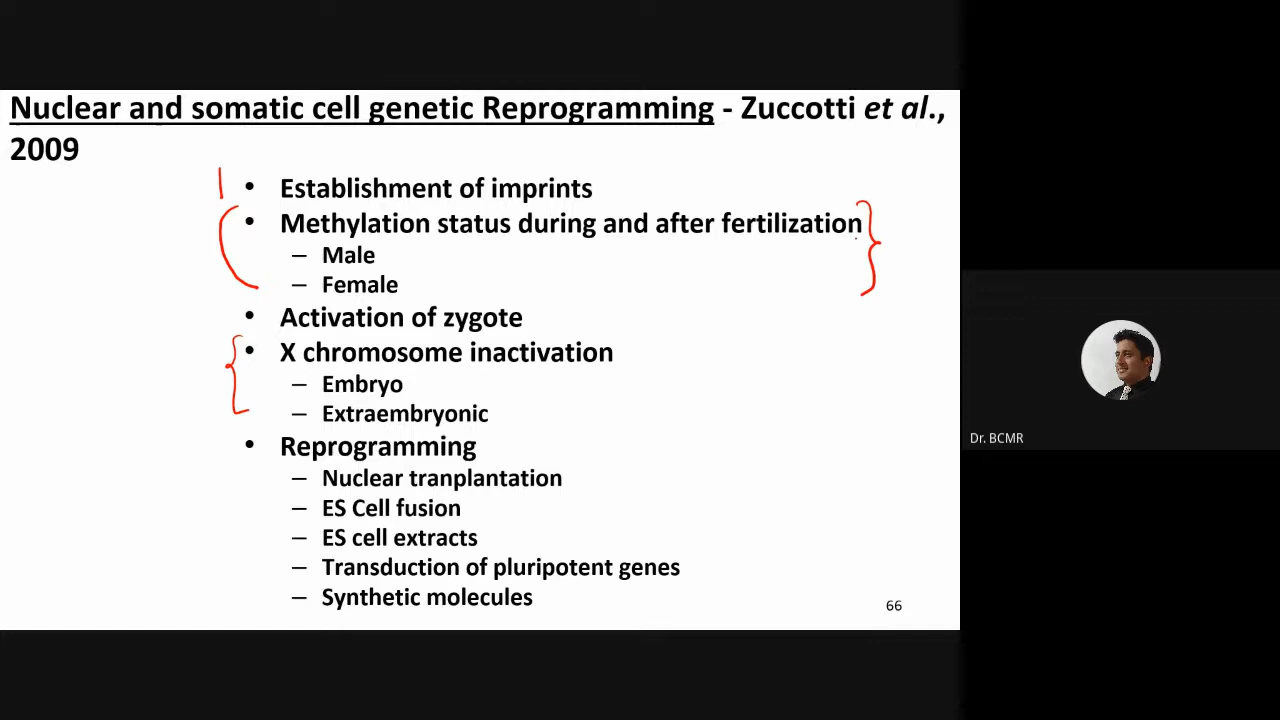 Nuclear and somatic cell genetic Reprogramming - Zuccotti et al.,
2009
• Establishment of imprints
• Methylation status during and after fertilization
– Male
– Female
• Activation of zygote
• X chromosome inactivation
– Embryo
– Extraembryonic
• Reprogramming
– Nuclear tranplantation
– ES Cell fusion
– ES cell extracts
– Transduction of pluripotent genes
– Synthetic molecules
66
Dr. BCMR